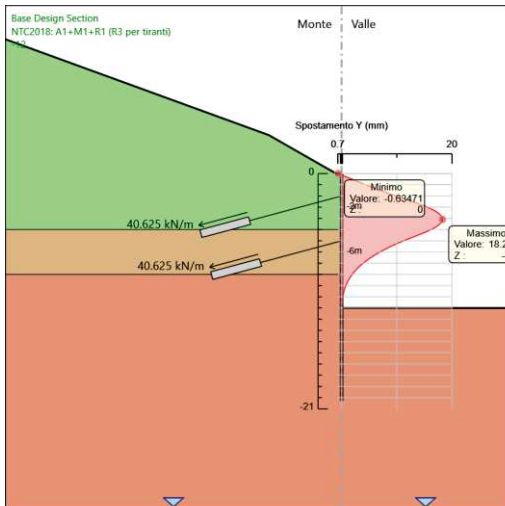 Base Design Section
NTC2018: A1+M1+R1 (R3 per tiranti)
Monte Valle
Spostamento Y (mm)
0.7 20
0
Minimo
Valore: -0.63471
Z : 0
-2m
40.625 kN/m
Massimo
Valore: 18.2
Z :
-6m
40.625 kN/m
-21